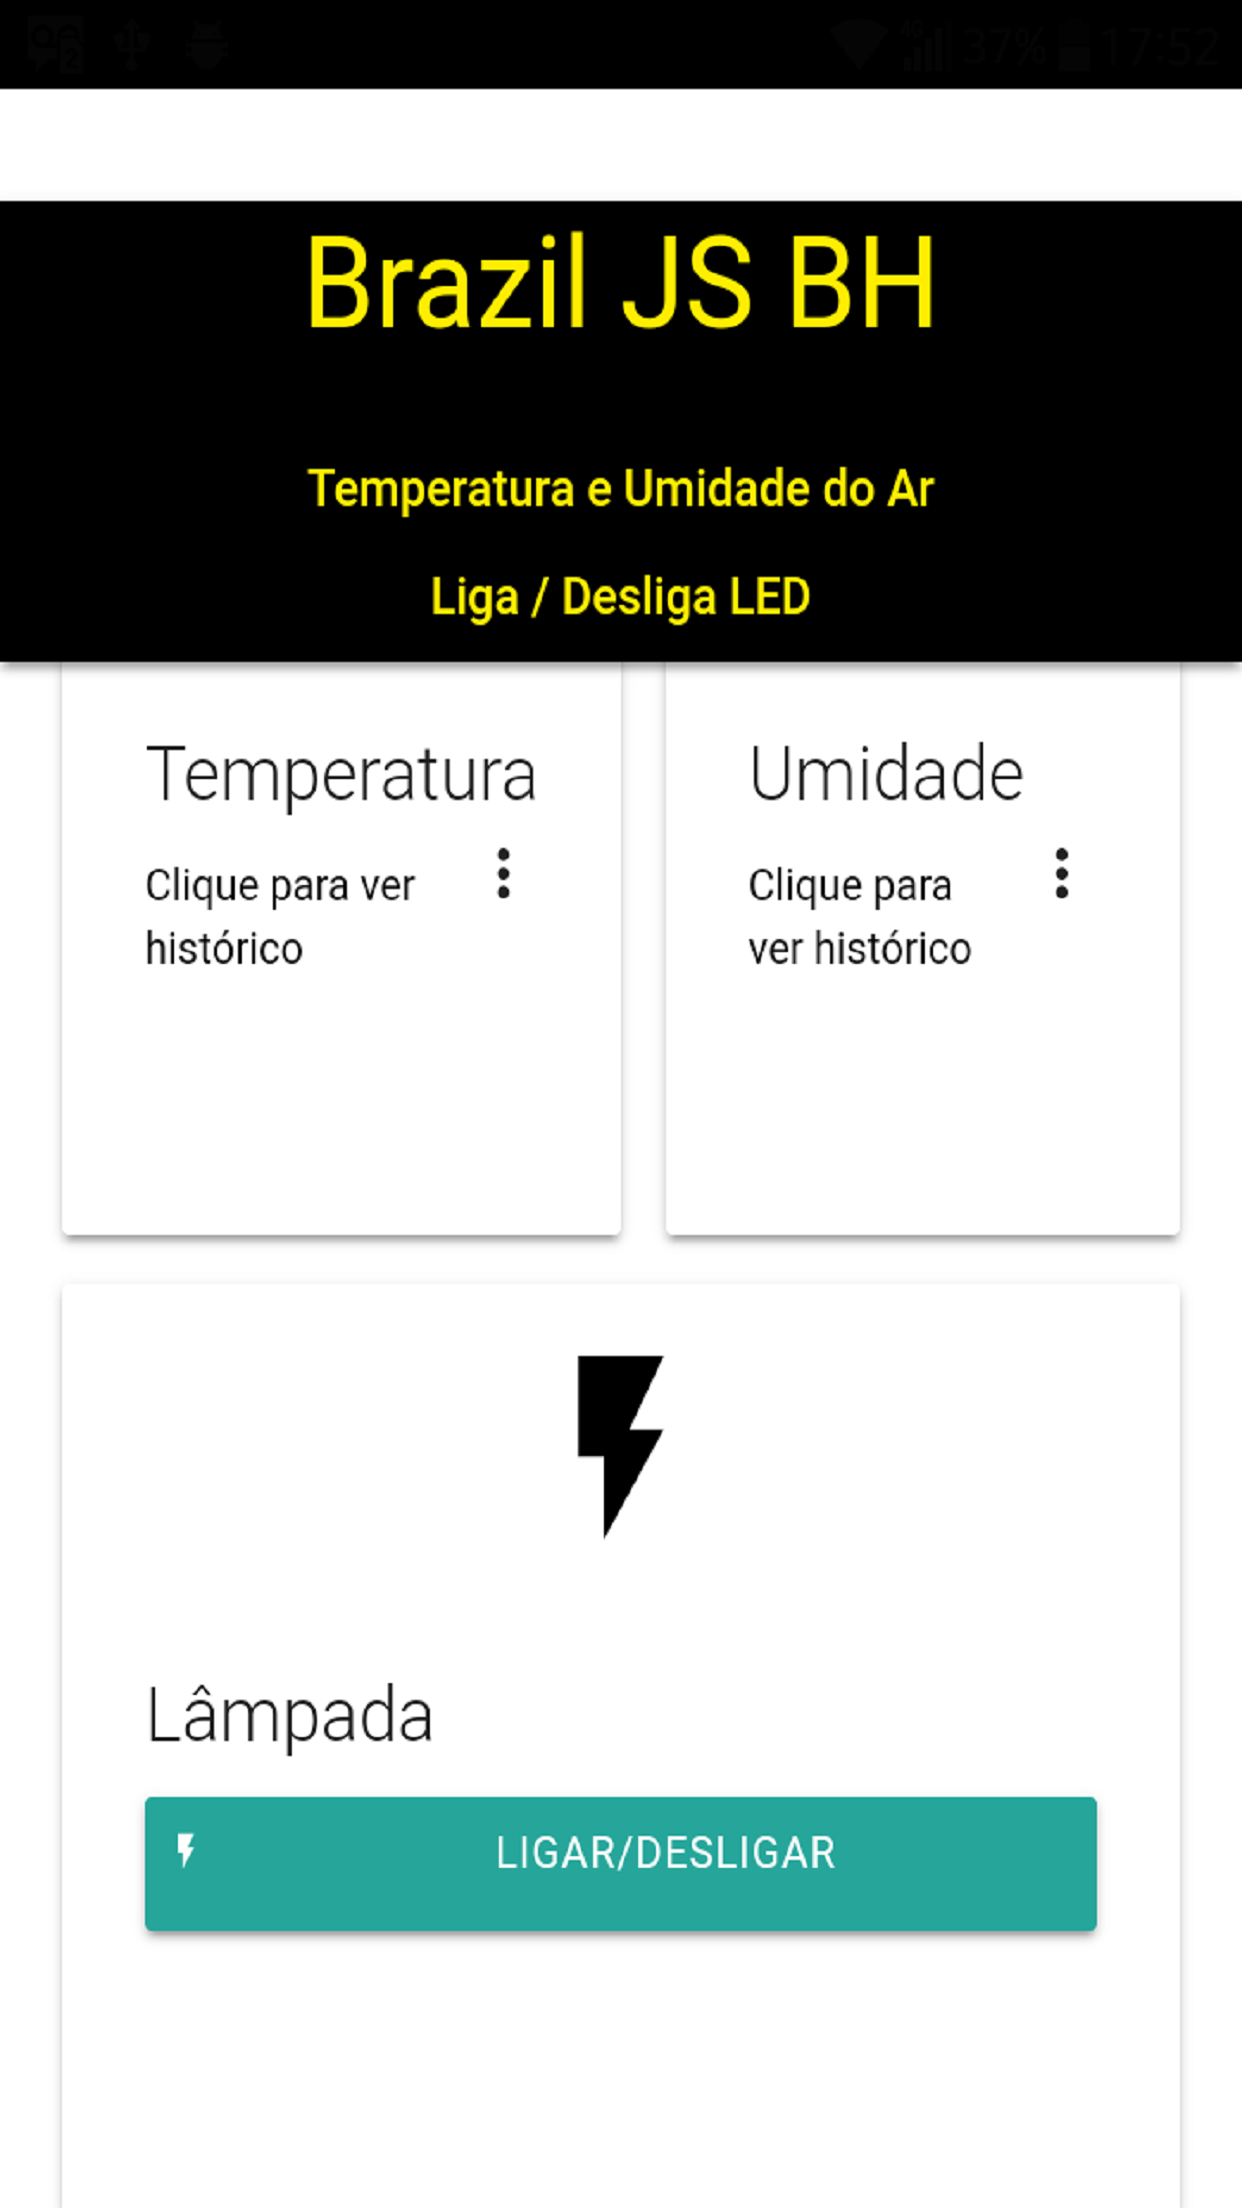 37% 17:52
Brazil JS BH
Temperatura e Umidade do Ar
Liga / Desliga LED
Temperatura
Clique para ver
histórico
Umidade
Clique para
ver histórico
Lâmpada
LIGAR/DESLIGAR